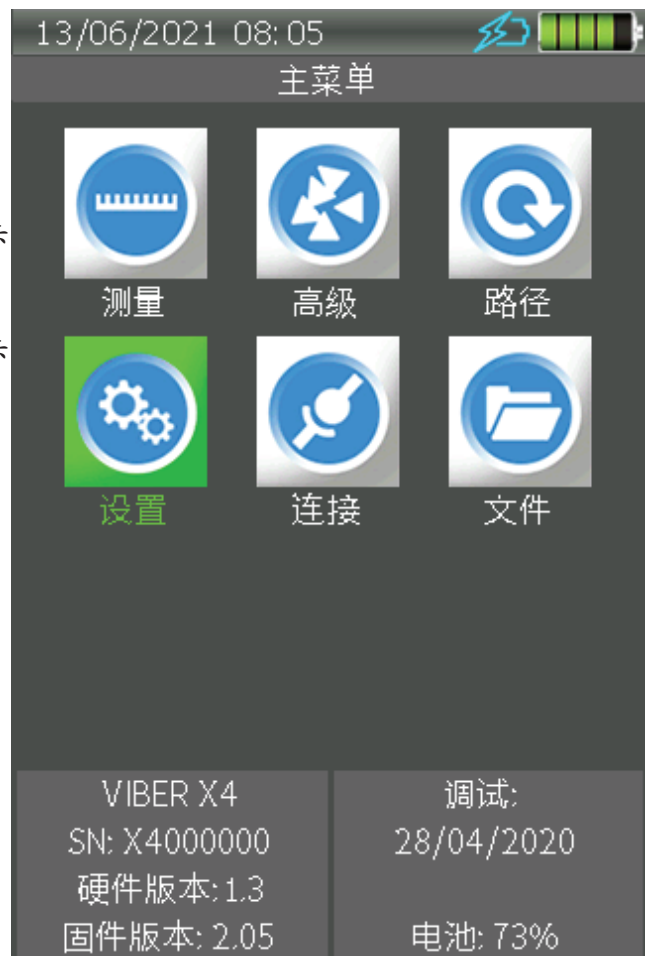 13/06/2021 08:05
主菜单
测量 高级 路径
设置 连接 文件
VIBER X4
SN: X4000000
硬件版本:1.3
固件版本: 2.05
调试:
28/04/2020
电池: 73%